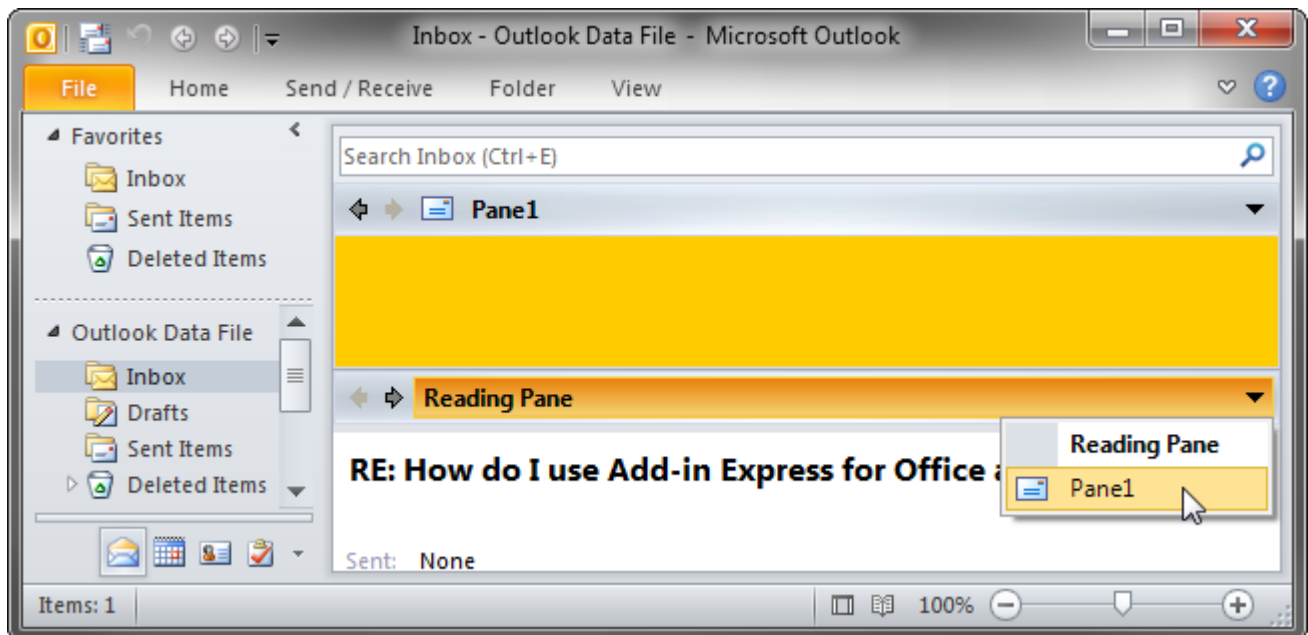 Inbox - Outlook Data File - Microsoft Outlook
File Home Send / Receive Folder View
Favorites
Inbox
Sent Items
Deleted Items
Outlook Data File
Inbox
Drafts
Sent Items
Deleted Items
Search Inbox (Ctrl+E)
Pane1
Reading Pane
Reading Pane
Pane1
RE: How do I use Add-in Express for Office
Sent: None
Items: 1
100%